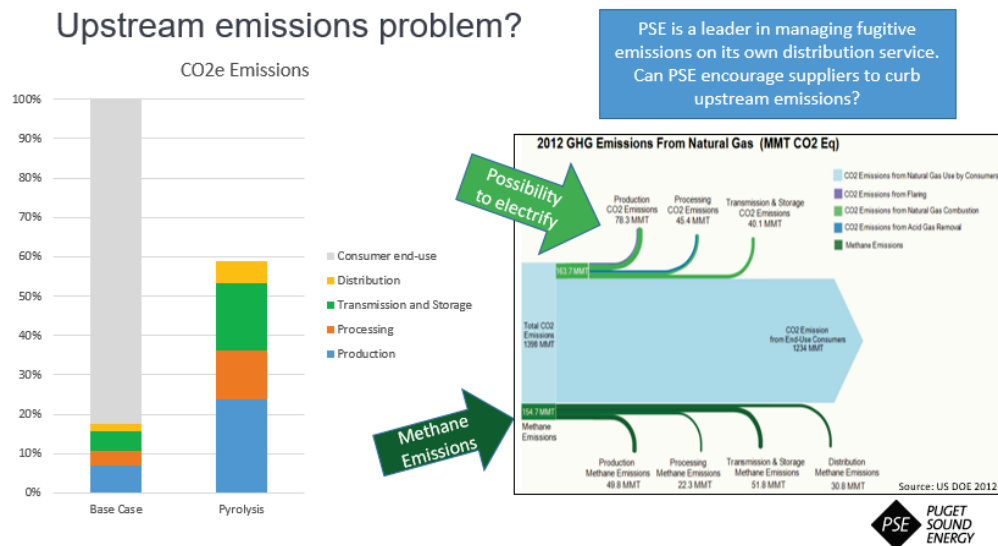 Upstream emissions problem?
PSE is a leader in managing fugitive
emissions on its own distribution service.
Can PSE encourage suppliers to curb
upstream emissions?
CO2e Emissions
100%
90%
80%
70%
60%
50%
40%
30%
20%
10%
0%
Base Case
Pyrolysis
Consumer end-use
Distribution
Transmission and Storage
Processing
Production
Possibility
to electrify
Methane
Emissions
2012 GHG Emissions From Natural Gas (MMT CO2 Eq)
CO2 Emissions from Natural Gas Use by Consumers
CO2 Emissions from Flaring
CO2 Emissions from Natural Gas Combustion
CO2 Emissions from Acid Gas Removal
Methane Emissions
Production
CO2 Emissions
78.3 MMT
Processing
CO2 Emissions
45.4 MMT
Transmission & Storage
CO2 Emissions
40.1 MMT
163.7 MMT
Total CO2
Emissions
1398 MMT
CO2 Emission
from End-Use Consumers
1234 MMT
154.7 MMT
Methane
Emissions
Production
Methane Emissions
49.8 MMT
Processing
Methane Emissions
22.3 MMT
Transmission & Storage
Methane Emissions
51.8 MMT
Distribution
Methane Emissions
30.8 MMT
Source: US DOE 2012
PSE
PUGET
SOUND
ENERGY